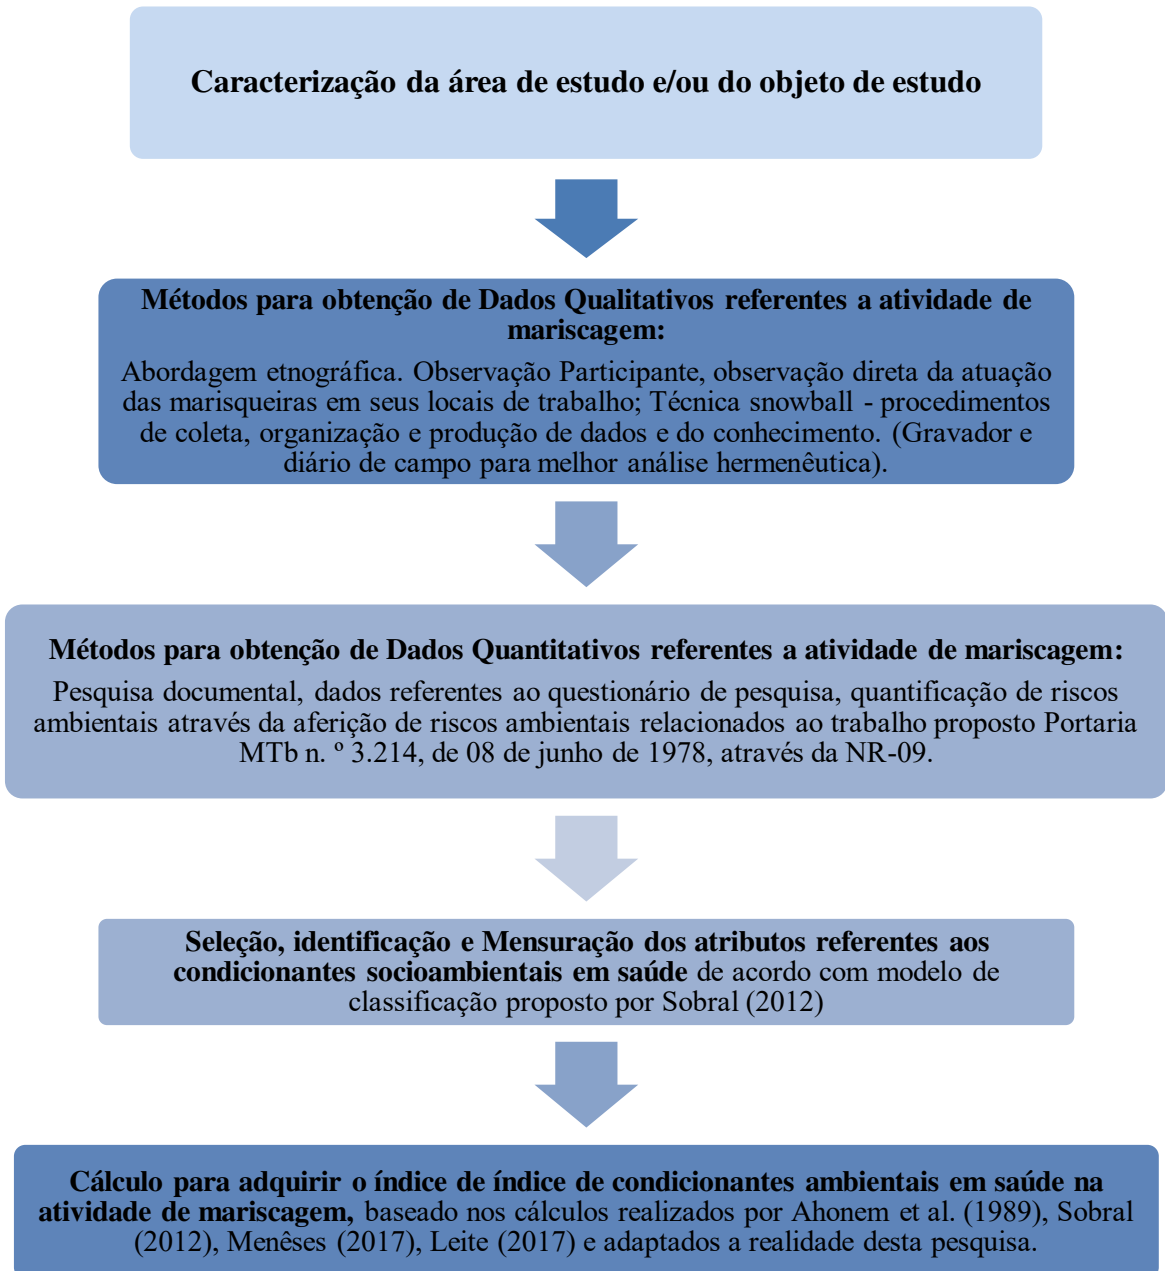 Caracterização da área de estudo e/ou do objeto de estudo
Métodos para obtenção de Dados Qualitativos referentes a atividade de
mariscagem:
Abordagem etnográfica. Observação Participante, observação direta da atuação
das marisqueiras em seus locais de trabalho; Técnica snowball - procedimentos
de coleta, organização e produção de dados e do conhecimento. (Gravador e
diário de campo para melhor análise hermenêutica).
Métodos para obtenção de Dados Quantitativos referentes a atividade de mariscagem:
Pesquisa documental, dados referentes ao questionário de pesquisa, quantificação de riscos
ambientais através da aferição de riscos ambientais relacionados ao trabalho proposto Portaria
MTb n. º 3.214, de 08 de junho de 1978, através da NR-09.
Seleção, identificação e Mensuração dos atributos referentes aos
condicionantes socioambientais em saúde de acordo com modelo de
classificação proposto por Sobral (2012)
Cálculo para adquirir o índice de índice de condicionantes ambientais em saúde na
atividade de mariscagem, baseado nos cálculos realizados por Ahonem et al. (1989), Sobral
(2012), Menêses (2017), Leite (2017) e adaptados a realidade desta pesquisa.